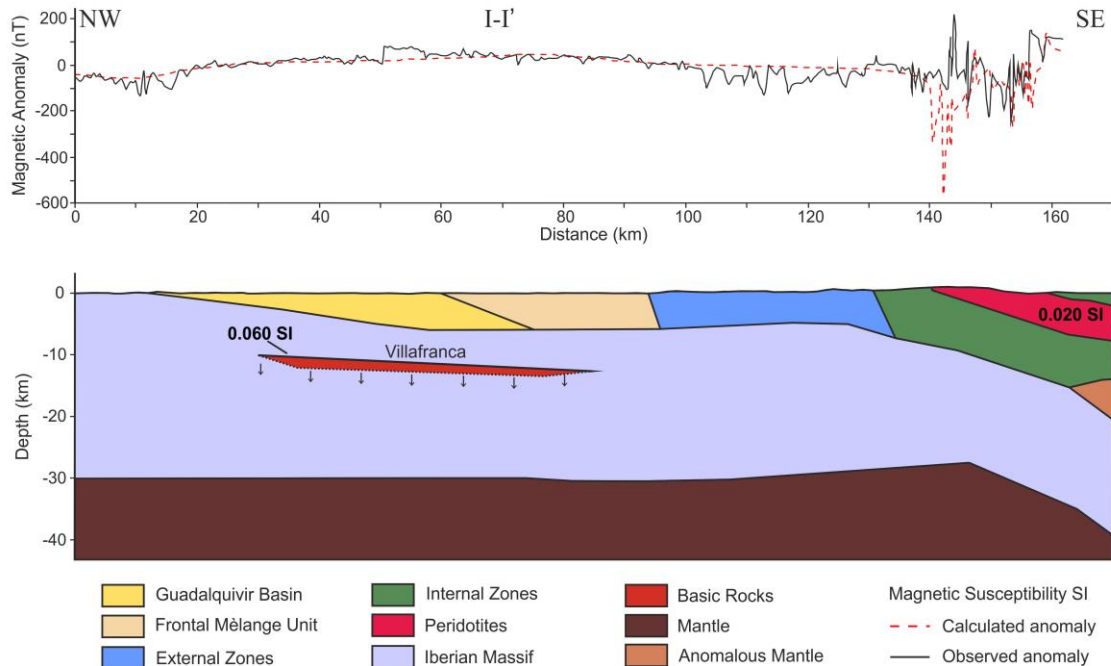 NW
I-I'
SE
Magnetic Anomaly (nT)
200
0
-200
-400
-600
0
20
40
60
80
100
120
140
160
Distance (km)
Depth (km)
0
-10
-20
-30
-40
0.060 SI
Villafranca
0.020 SI
Guadalquivir Basin
Internal Zones
Basic Rocks
Magnetic Susceptibility SI
Frontal Mèlange Unit
Peridotites
Mantle
Calculated anomaly
External Zones
Iberian Massif
Anomalous Mantle
Observed anomaly